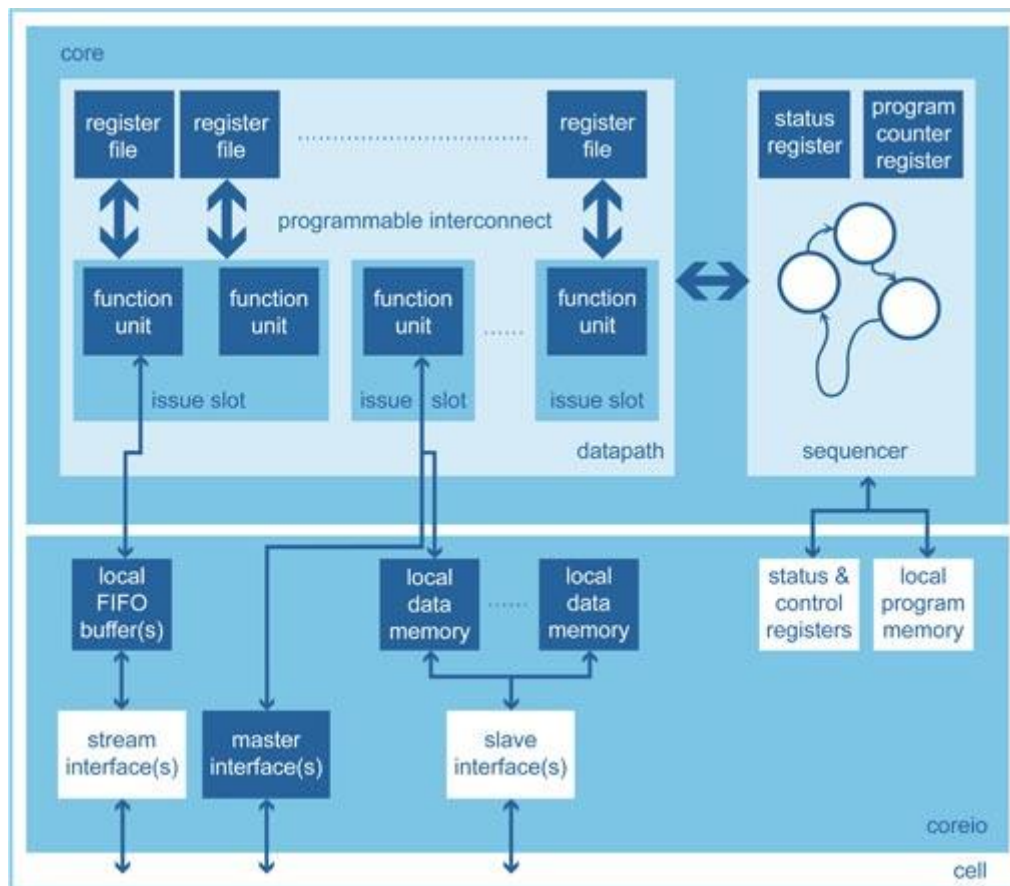 core
register
file
register
file
register
file
status
register
program
counter
register
programmable interconnect
function
unit
function
unit
function
unit
function
unit
issue slot
issue slot
issue slot
datapath
sequencer
local
FIFO
buffer(s)
local
data
memory
local
data
memory
status &
control
registers
local
program
memory
stream
interface(s)
master
interface(s)
slave
interface(s)
coreio
cell